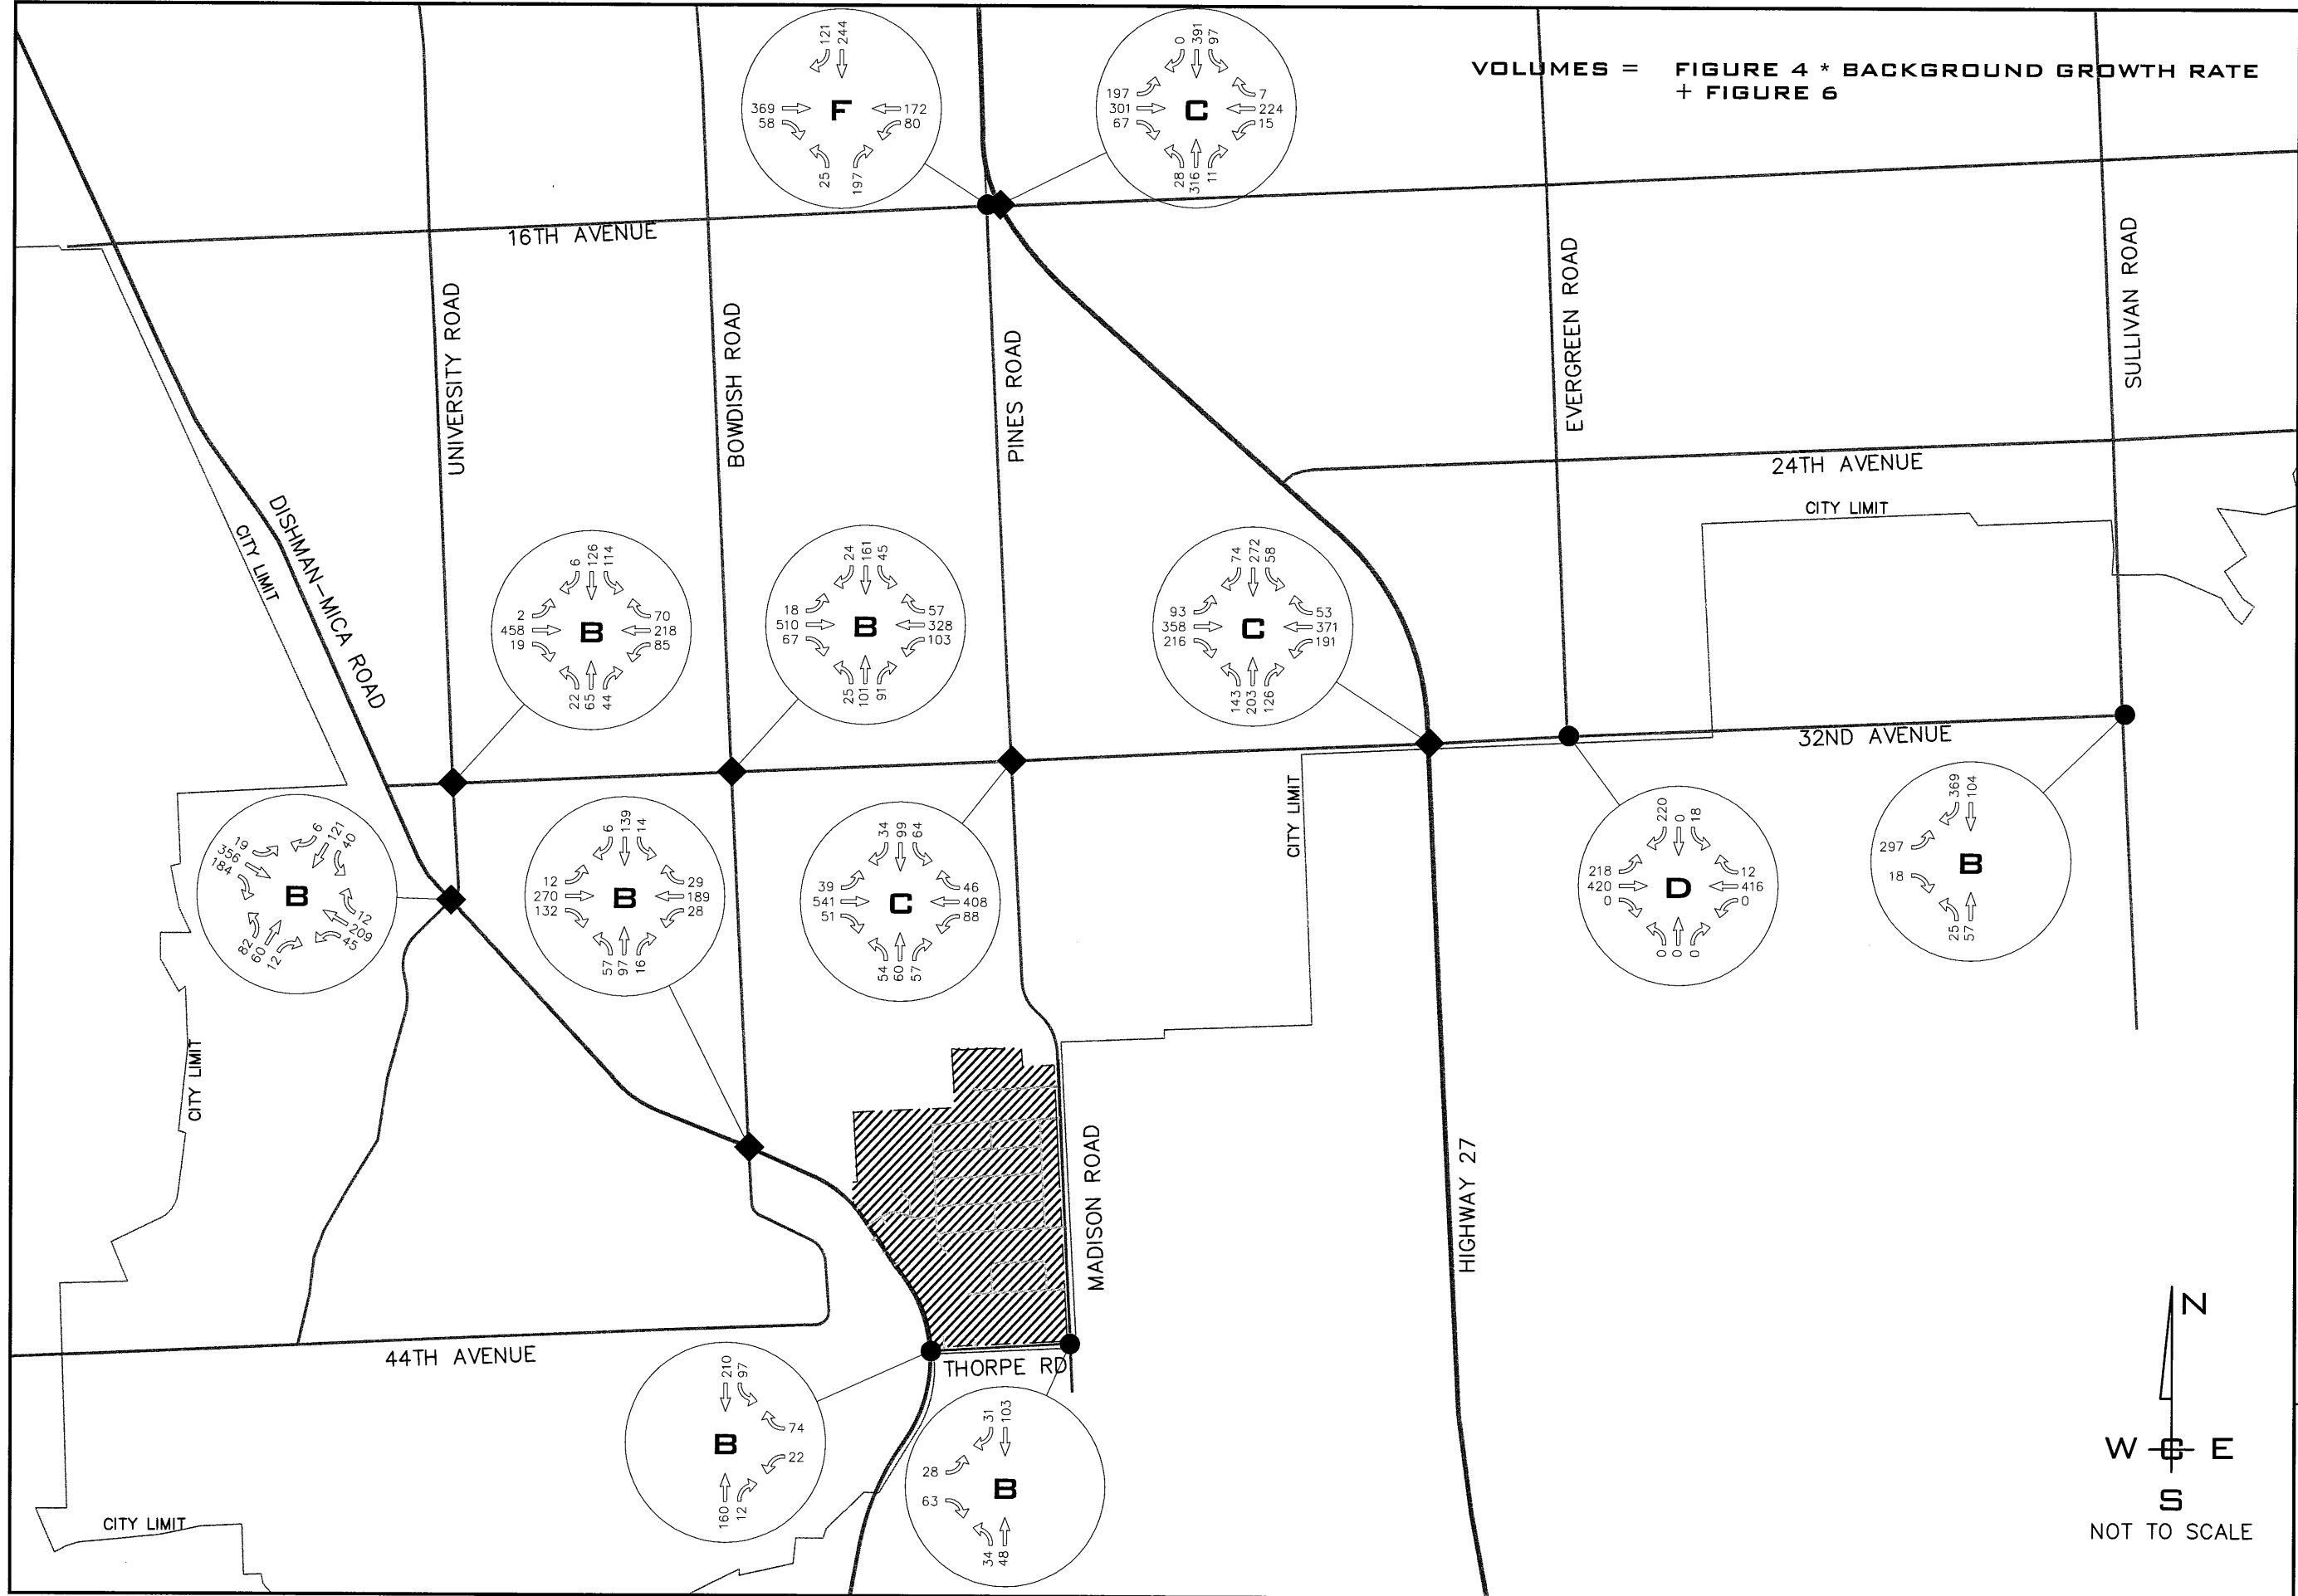 VOLUMES = FIGURE 4 * BACKGROUND GROWTH RATE
+ FIGURE 6
121 244
369
58
F
172
80
25 197
0 391 97
197
301
67
C
7
224
15
28 316 11
16TH AVENUE
UNIVERSITY ROAD
BOWDISH ROAD
PINES ROAD
EVERGREEN ROAD
SULLIVAN ROAD
24TH AVENUE
CITY LIMIT
DISHMAN-MICA ROAD
CITY LIMIT
6 126 114
2
458
19
B
70
218
85
22 65 44
24 161 45
18
510
67
B
57
328
103
25 101 91
74 272 58
93
358
216
C
53
371
191
143 203 126
32ND AVENUE
CITY LIMIT
6 121 40
19
356
184
B
12
209
45
82 60 12
6 139 14
12
270
132
B
29
189
28
57 97 16
34 99 64
39
541
51
C
46
408
88
54 60 57
220 0 18
218
420
0
D
12
416
0
0 0 0
369 104
297
18
B
25 57
CITY LIMIT
MADISON ROAD
HIGHWAY 27
44TH AVENUE
THORPE RD
210 97
B
74
22
160 12
31 103
28
63
B
34 48
CITY LIMIT
N
W C E
S
NOT TO SCALE